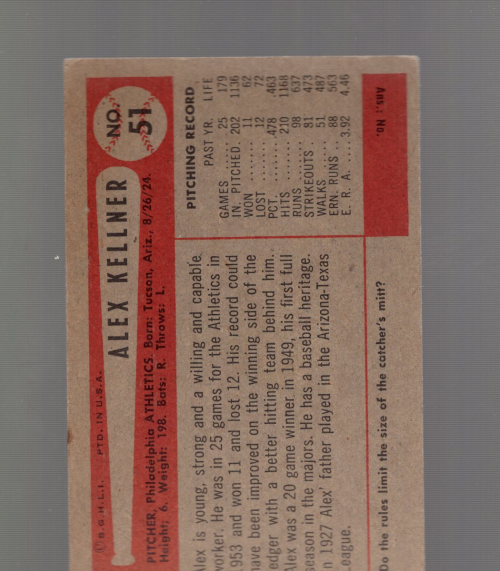 © B.G.H.L.I. PTD. IN U.S.A.
ALEX KELLNER
NO.
51
PITCHER, Philadelphia ATHLETICS. Born: Tucson, Ariz., 8/26/24.
Height: 6. Weight: 198. Bats: R. Throws: L.
Alex is young, strong and a willing and capable
worker. He was in 25 games for the Athletics in
1953 and won 11 and lost 12. His record could
have been improved on the winning side of the
ledger with a better hitting team behind him.
Alex was a 20 game winner in 1949, his first full
season in the majors. He has a baseball heritage.
In 1927 Alex' father played in the Arizona-Texas
League.
PITCHING RECORD
PAST YR. LIFE
GAMES ...... 25 179
IN. PITCHED. 202 1136
WON ........ 11 62
LOST ....... 12 72
PCT. ....... .478 .463
HITS ....... 210 1168
RUNS ....... 98 637
STRIKEOUTS . 81 473
WALKS ...... 51 487
ERN. RUNS .. 88 563
E. R. A. .... 3.92 4.46
Do the rules limit the size of the catcher's mitt?
Ans.: No.